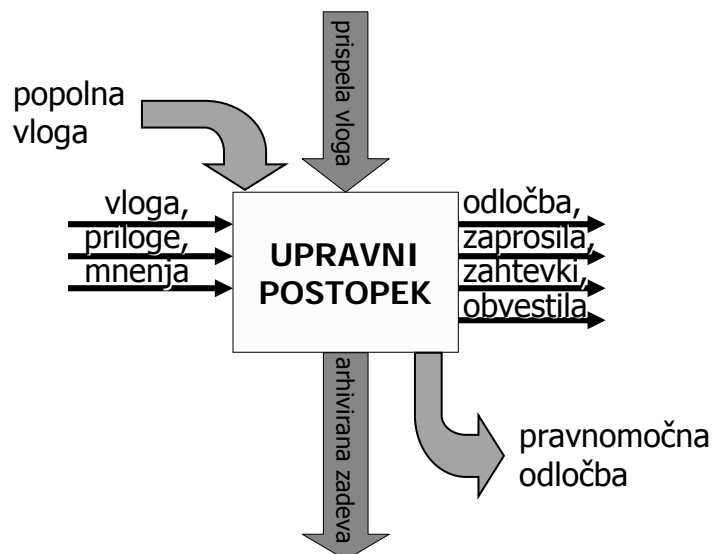 prispela vloga
popolna
vloga
vloga,
priloge,
mnenja
UPRAVNI
POSTOPEK
odločba,
zaprosila,
zahtevki,
obvestila
arhivirana zadeva
pravnomočna
odločba